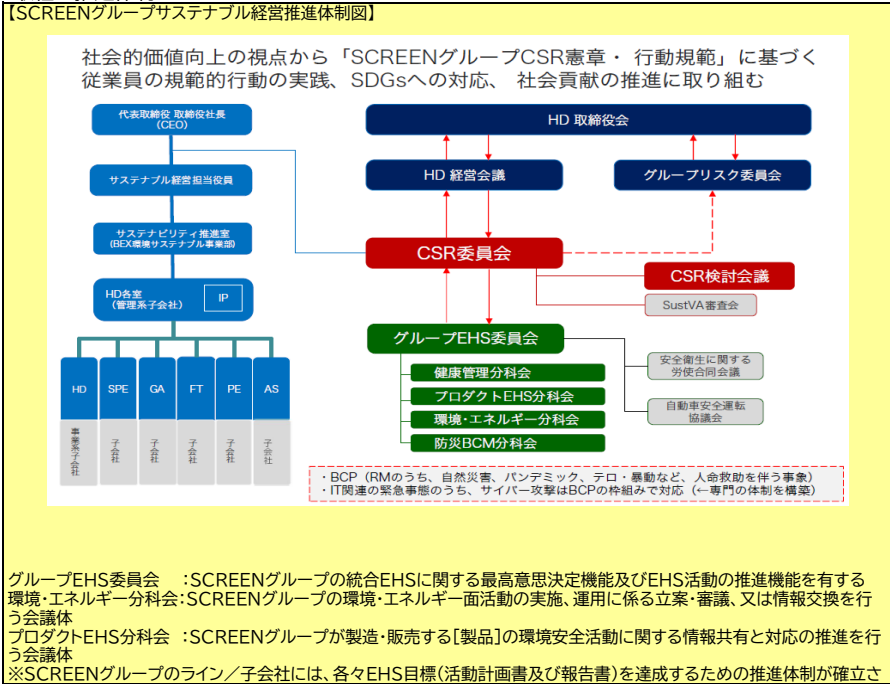 【SCREENグループサステナブル経営推進体制図】
社会的価値向上の視点から「SCREENグループCSR憲章・ 行動規範」に基づく
従業員の規範的行動の実践、SDGsへの対応、 社会貢献の推進に取り組む
代表取締役 取締役社長
(CEO)
サステナブル経営担当役員
サステナビリティ推進室
(BEX環境サステナブル事業部)
HD各室
(管理系子会社)
IP
HD
SPE
GA
FT
PE
AS
事業系子会社
子会社
子会社
子会社
子会社
子会社
HD 取締役会
HD 経営会議
グループリスク委員会
CSR委員会
CSR検討会議
SustVA審査会
グループEHS委員会
健康管理分科会
プロダクトEHS分科会
環境・エネルギー分科会
防災BCM分科会
安全衛生に関する
労使合同会議
自動車安全運転
協議会
・BCP(RMのうち、自然災害、パンデミック、テロ・暴動など、人命救助を伴う事象)
・IT関連の緊急事態のうち、サイバー攻撃はBCPの枠組みで対応(←専門の体制を構築)
グループEHS委員会 :SCREENグループの統合EHSに関する最高意思決定機能及びEHS活動の推進機能を有する
環境・エネルギー分科会:SCREENグループの環境・エネルギー面活動の実施、運用に係る立案・審議、又は情報交換を行
う会議体
プロダクトEHS分科会 :SCREENグループが製造・販売する[製品]の環境安全活動に関する情報共有と対応の推進を行
う会議体
※SCREENグループのライン/子会社には、各々EHS目標(活動計画書及び報告書)を達成するための推進体制が確立さ